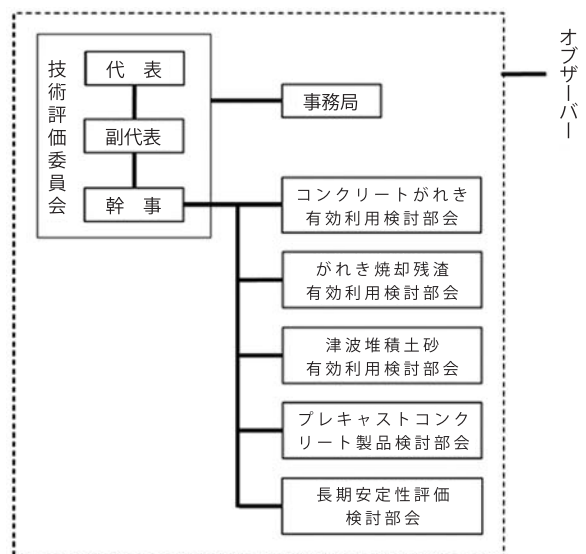 技術評価委員会
代　表
副代表
幹　事
事務局
オブザーバー
コンクリートがれき
有効利用検討部会
がれき焼却残渣
有効利用検討部会
津波堆積土砂
有効利用検討部会
プレキャストコンク
リート製品検討部会
長期安定性評価
検討部会